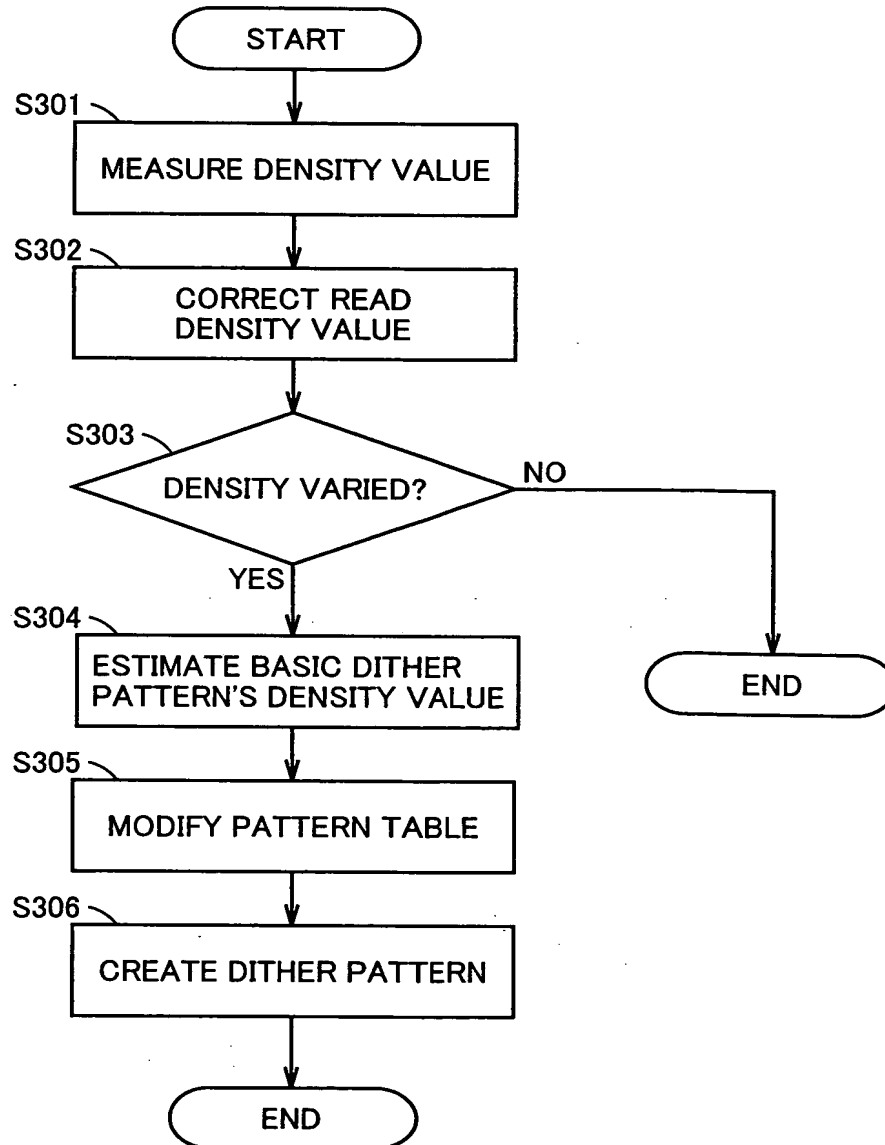 START
S301
MEASURE DENSITY VALUE
S302
CORRECT READ
DENSITY VALUE
S303
DENSITY VARIED?
NO
YES
S304
ESTIMATE BASIC DITHER
PATTERN'S DENSITY VALUE
END
S305
MODIFY PATTERN TABLE
S306
CREATE DITHER PATTERN
END